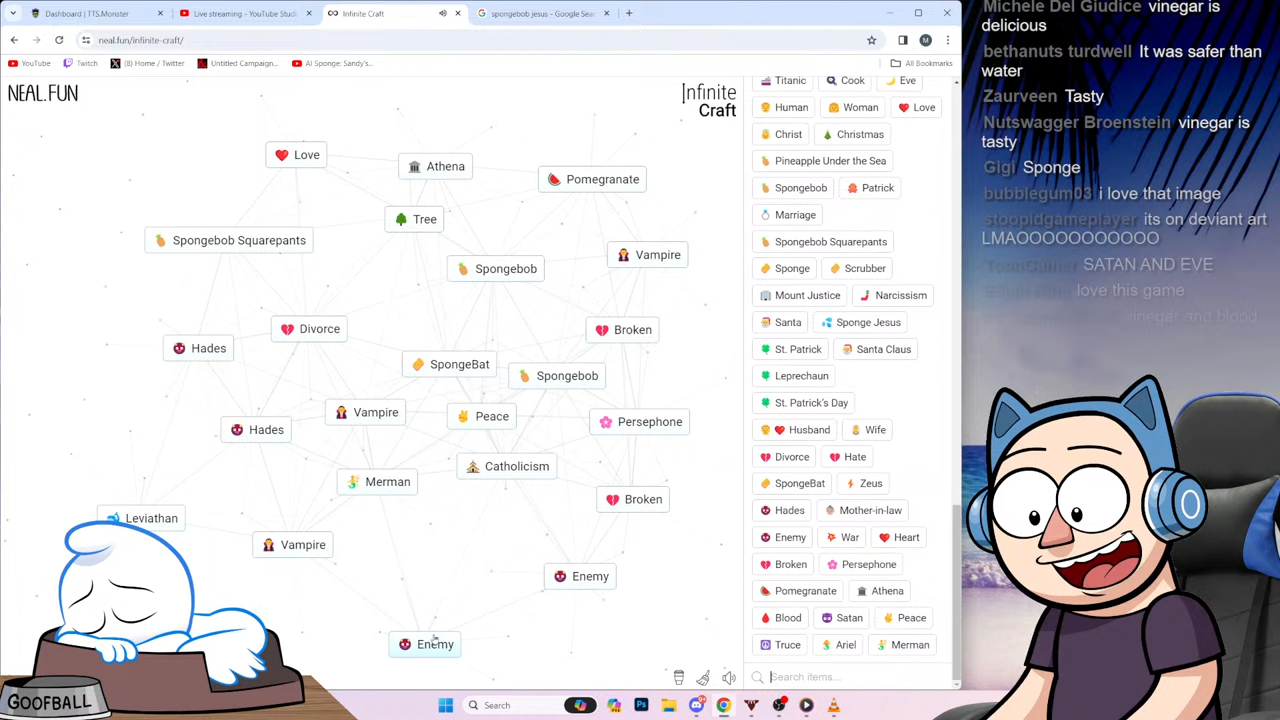 Dashboard | TTS.Monster
Live streaming - YouTube Studi
Infinite Craft
spongebob jesus - Google Sea
neal.fun/infinite-craft/
YouTube
Twitch
(8) Home / Twitter
Untitled Campaign...
AI Sponge: Sandy's...
All Bookmarks
NEAL.FUN
Infinite
Craft
Love
Athena
Pomegranate
Tree
Spongebob Squarepants
Spongebob
Vampire
Divorce
Broken
Hades
SpongeBat
Spongebob
Vampire
Peace
Persephone
Hades
Catholicism
Merman
Broken
Leviathan
Vampire
Enemy
Enemy
Titanic
Cook
Eve
Human
Woman
Love
Christ
Christmas
Pineapple Under the Sea
Spongebob
Patrick
Marriage
Spongebob Squarepants
Sponge
Scrubber
Mount Justice
Narcissism
Santa
Sponge Jesus
St. Patrick
Santa Claus
Leprechaun
St. Patrick's Day
Husband
Wife
Divorce
Hate
SpongeBat
Zeus
Hades
Mother-in-law
Enemy
War
Heart
Broken
Persephone
Pomegranate
Athena
Blood
Satan
Peace
Truce
Ariel
Merman
Search items...
Search
GOOFBALL
Michele Del Giudice vinegar is
delicious
bethanuts turdwell It was safer than
water
Zaurveen Tasty
Nutswagger Broenstein vinegar is
tasty
Gigi Sponge
bubblegum03 i love that image
stoopidgameplayer its on deviant art
LMAOOOOOOOOOO
ToonGamer SATAN AND EVE
love this game
vinegar and blood